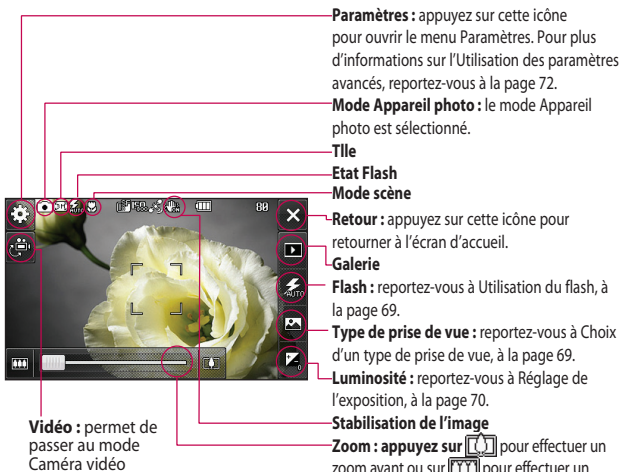 Paramètres : appuyez sur cette icône
pour ouvrir le menu Paramètres. Pour plus
d'informations sur l'Utilisation des paramètres
avancés, reportez-vous à la page 72.
Mode Appareil photo : le mode Appareil
photo est sélectionné.
Tlle
Etat Flash
Mode scène
80
Retour : appuyez sur cette icône pour
retourner à l'écran d'accueil.
Galerie
AUTO
Flash : reportez-vous à Utilisation du flash, à
la page 69.
Type de prise de vue : reportez-vous à Choix
d'un type de prise de vue, à la page 69.
Luminosité : reportez-vous à Réglage de
l'exposition, à la page 70.
Stabilisation de l'image
Zoom : appuyez sur pour effectuer un
zoom avant ou sur pour effectuer un
Vidéo : permet de
passer au mode
Caméra vidéo